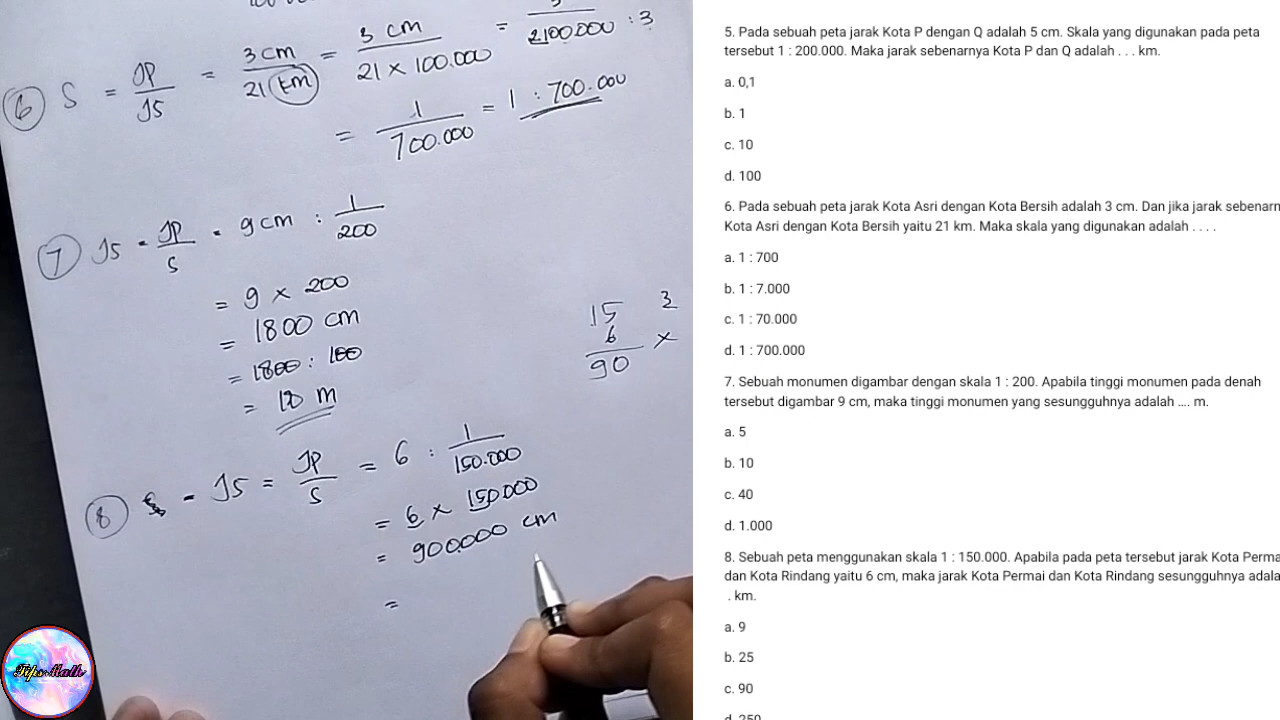 6 S = JP/JS = 3 cm/21 km = 3 cm/21 x 100.000 = 3/2100.000 : 3
= 1/700.000 = 1 : 700.000
7 JS = JP/S = 9 cm : 1/200
= 9 x 200
= 1800 cm
= 1800 : 100
= 18 m
15
6 x
90
3
8 - JS = JP/S = 6 : 1/150.000
= 6 x 150.000
= 900.000 cm
=
Tips Math
5. Pada sebuah peta jarak Kota P dengan Q adalah 5 cm. Skala yang digunakan pada peta
tersebut 1 : 200.000. Maka jarak sebenarnya Kota P dan Q adalah . . . km.
a. 0,1
b. 1
c. 10
d. 100
6. Pada sebuah peta jarak Kota Asri dengan Kota Bersih adalah 3 cm. Dan jika jarak sebenarn
Kota Asri dengan Kota Bersih yaitu 21 km. Maka skala yang digunakan adalah . . . .
a. 1 : 700
b. 1 : 7.000
c. 1 : 70.000
d. 1 : 700.000
7. Sebuah monumen digambar dengan skala 1 : 200. Apabila tinggi monumen pada denah
tersebut digambar 9 cm, maka tinggi monumen yang sesungguhnya adalah .... m.
a. 5
b. 10
c. 40
d. 1.000
8. Sebuah peta menggunakan skala 1 : 150.000. Apabila pada peta tersebut jarak Kota Perma
dan Kota Rindang yaitu 6 cm, maka jarak Kota Permai dan Kota Rindang sesungguhnya adala
. km.
a. 9
b. 25
c. 90
d. 250